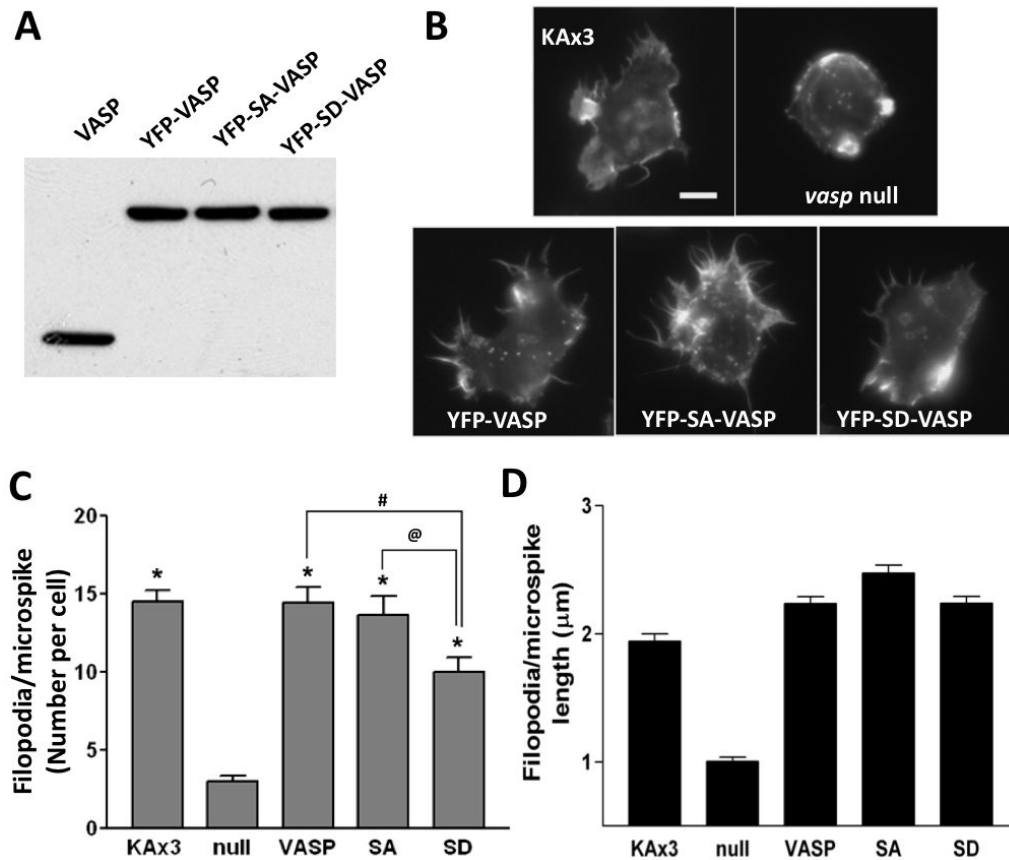 A
VASP
YFP-VASP
YFP-SA-VASP
YFP-SD-VASP
B
KAx3
vasp null
YFP-VASP
YFP-SA-VASP
YFP-SD-VASP
C
Filopodia/microspike
(Number per cell)
20
15
10
5
0
#
@
*
*
*
*
KAx3 null VASP SA SD
D
Filopodia/microspike
length (μm)
3
2
1
KAx3 null VASP SA SD